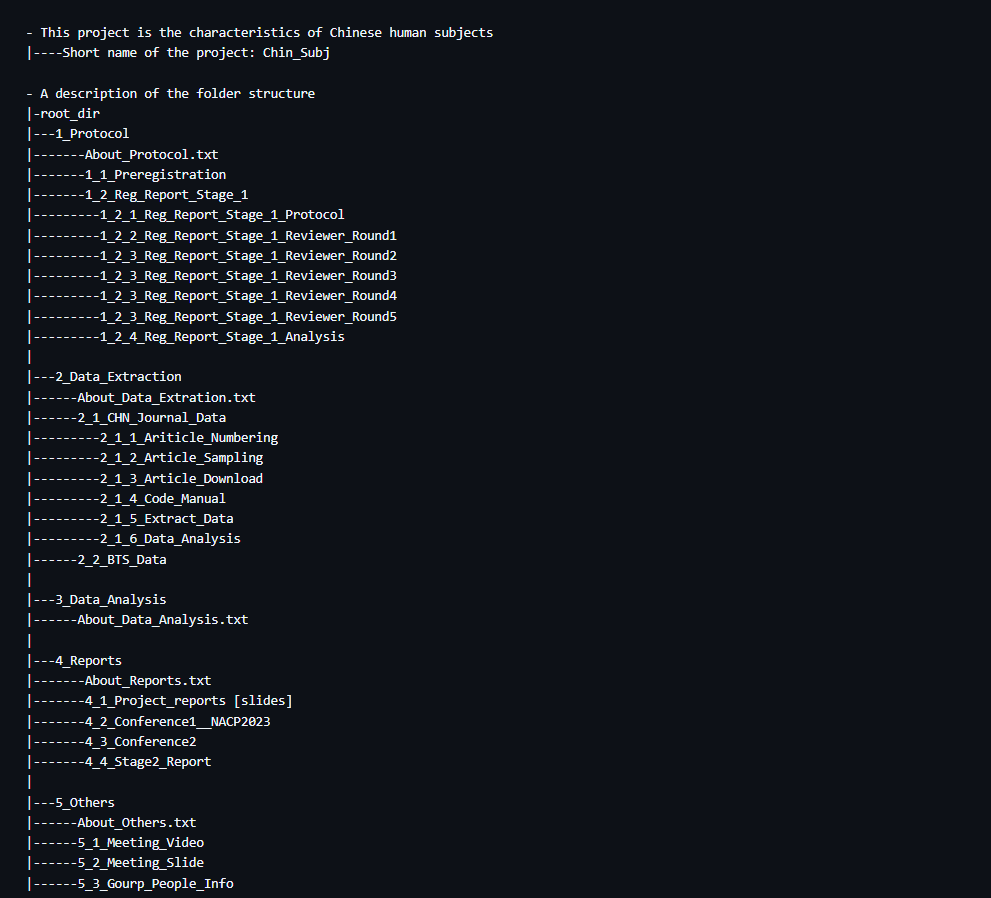 - This project is the characteristics of Chinese human subjects
|----Short name of the project: Chin_Subj
- A description of the folder structure
|-root_dir
|---1_Protocol
|-------About_Protocol.txt
|-------1_1_Preregistration
|-------1_2_Reg_Report_Stage_1
|---------1_2_1_Reg_Report_Stage_1_Protocol
|---------1_2_2_Reg_Report_Stage_1_Reviewer_Round1
|---------1_2_3_Reg_Report_Stage_1_Reviewer_Round2
|---------1_2_3_Reg_Report_Stage_1_Reviewer_Round3
|---------1_2_3_Reg_Report_Stage_1_Reviewer_Round4
|---------1_2_3_Reg_Report_Stage_1_Reviewer_Round5
|---------1_2_4_Reg_Report_Stage_1_Analysis
|
|---2_Data_Extraction
|------About_Data_Extration.txt
|------2_1_CHN_Journal_Data
|---------2_1_1_Ariticle_Numbering
|---------2_1_2_Article_Sampling
|---------2_1_3_Article_Download
|---------2_1_4_Code_Manual
|---------2_1_5_Extract_Data
|---------2_1_6_Data_Analysis
|------2_2_BTS_Data
|
|---3_Data_Analysis
|------About_Data_Analysis.txt
|
|---4_Reports
|-------About_Reports.txt
|-------4_1_Project_reports [slides]
|-------4_2_Conference1__NACP2023
|-------4_3_Conference2
|-------4_4_Stage2_Report
|
|---5_Others
|------About_Others.txt
|------5_1_Meeting_Video
|------5_2_Meeting_Slide
|------5_3_Gourp_People_Info